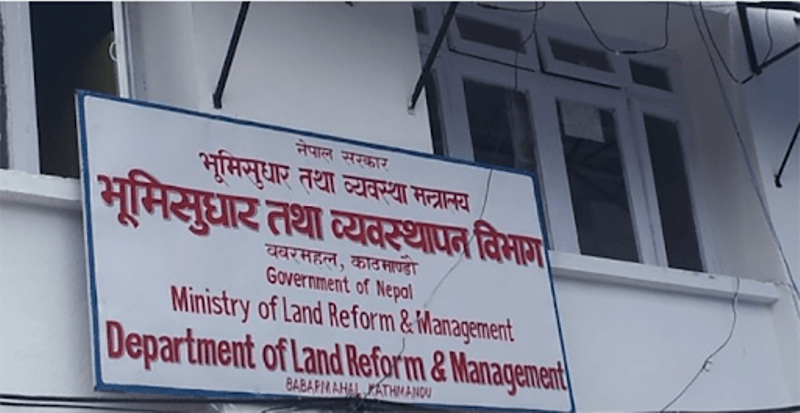 नेपाल सरकार
भूमिसुधार तथा व्यवस्था मन्त्रालय
भूमिसुधार तथा व्यवस्थापन विभाग
बबरमहल, काठमाण्डौ
Government of Nepal
Ministry of Land Reform & Management
Department of Land Reform & Management
BABARMAHAL, KATHMANDU